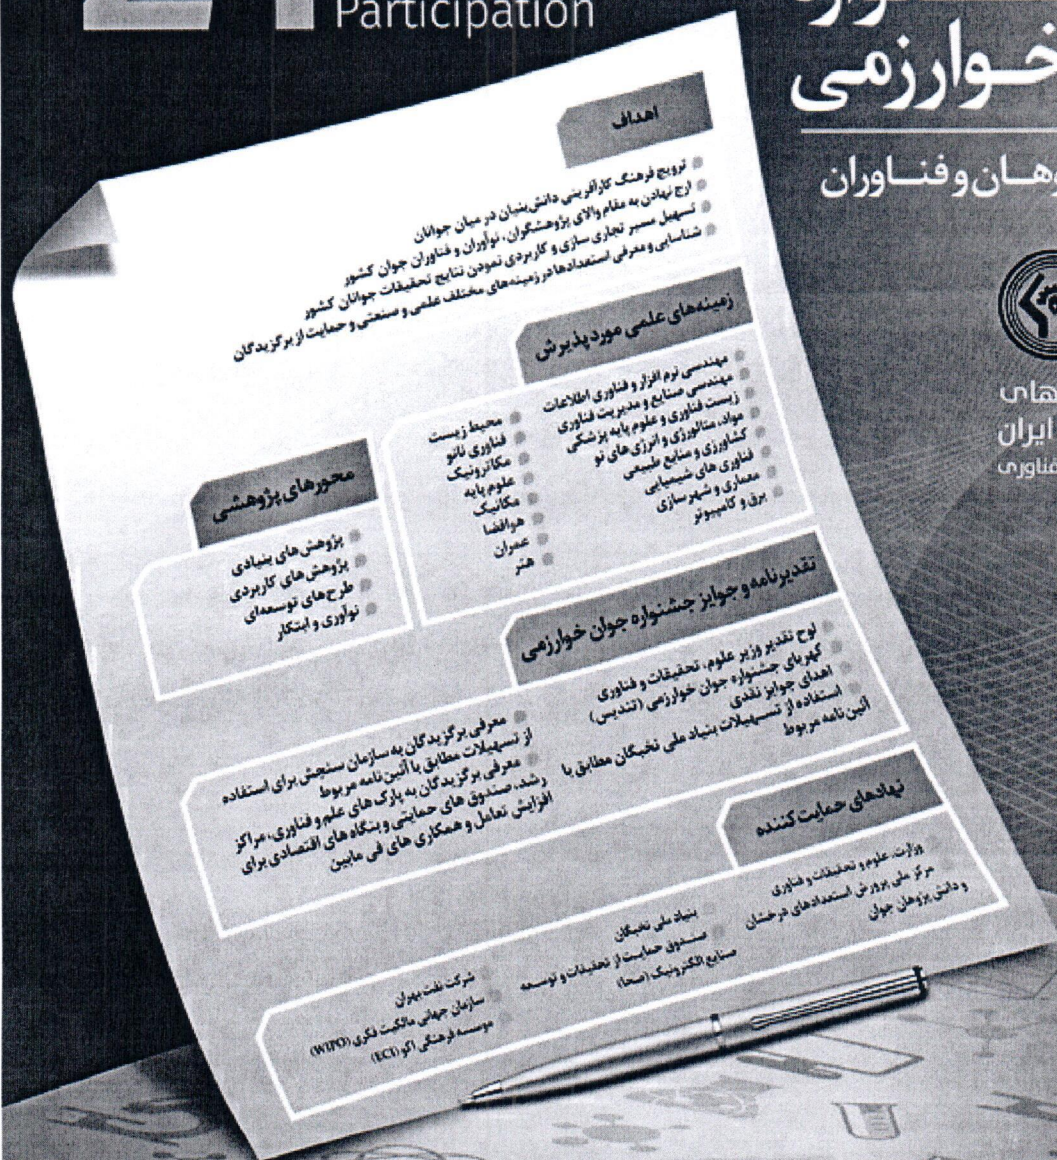 Participation
خـوارزمی
وهـان و فنـاوران
هـای
ایران
فناوری
اهداف
ترویج فرهنگ کارآفرینی دانش‌بنیان در میان جوانان
ارج نهادن به مقام والای پژوهشگران، نوآوران و فناوران جوان کشور
تسهیل مسیر تجاری سازی و کاربردی نمودن نتایج تحقیقات جوانان کشور
شناسایی و معرفی استعدادها در زمینه‌های مختلف علمی و صنعتی و حمایت از برگزیدگان
زمینه‌های علمی مورد پذیرش
مهندسی نرم افزار و فناوری اطلاعات
مهندسی صنایع و مدیریت فناوری
زیست فناوری و علوم پایه پزشکی
مواد، متالورژی و انرژی‌های نو
کشاورزی و منابع طبیعی
فناوری های شیمیایی
معماری و شهرسازی
برق و کامپیوتر
محیط زیست
فناوری نانو
مکاترونیک
علوم پایه
مکانیک
هوافضا
عمران
هنر
محورهای پژوهشی
پژوهش‌های بنیادی
پژوهش‌های کاربردی
طرح‌های توسعه‌ای
نوآوری و ابتکار
تقدیرنامه و جوایز جشنواره جوان خوارزمی
لوح تقدیر وزیر علوم، تحقیقات و فناوری
کهربای جشنواره جوان خوارزمی (تندیس)
اهدای جوایز نقدی
استفاده از تسهیلات بنیاد ملی نخبگان مطابق با
آئین نامه مربوط
معرفی برگزیدگان به سازمان سنجش برای استفاده
از تسهیلات مطابق با آئین نامه مربوط
معرفی برگزیدگان به پارک های علم و فناوری، مراکز
رشد، صندوق های حمایتی و بنگاه های اقتصادی برای
افزایش تعامل و همکاری های فی مابین
نهادهای حمایت کننده
وزارت، علوم و تحقیقات و فناوری
مرکز ملی پرورش استعدادهای درخشان
و دانش پژوهان جوان
بنیاد ملی نخبگان
صندوق حمایت از تحقیقات و توسعه
صنایع الکترونیک (صحا)
شرکت نفت بهران
سازمان جهانی مالکیت فکری (WIPO)
موسسه فرهنگی اکو (ECI)